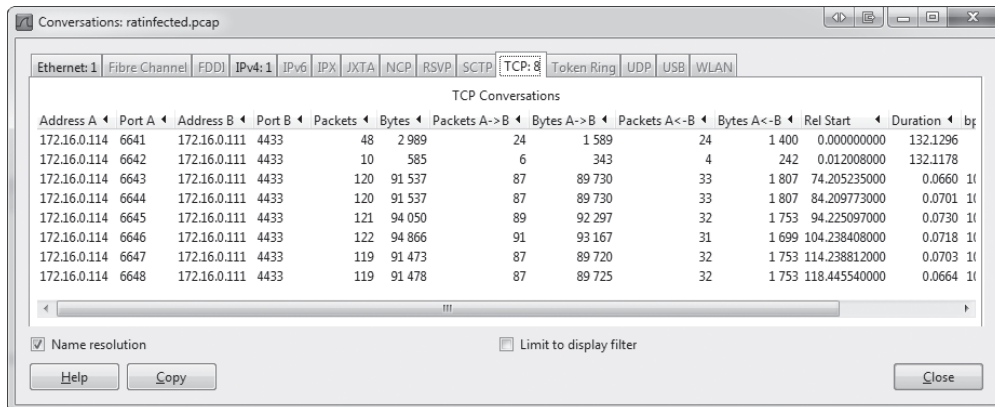 Conversations: ratinfected.pcap
Ethernet: 1 Fibre Channel FDDI IPv4: 1 IPv6 IPX JXTA NCP RSVP SCTP TCP: 8 Token Ring UDP USB WLAN
TCP Conversations
Address A Port A Address B Port B Packets Bytes Packets A->B Bytes A->B Packets A<-B Bytes A<-B Rel Start Duration
172.16.0.114 6641 172.16.0.111 4433 48 2 989 24 1 589 24 1 400 0.000000000 132.1296
172.16.0.114 6642 172.16.0.111 4433 10 585 6 343 4 242 0.012008000 132.1178
172.16.0.114 6643 172.16.0.111 4433 120 91 537 87 89 730 33 1 807 74.205235000 0.0660
172.16.0.114 6644 172.16.0.111 4433 120 91 537 87 89 730 33 1 807 84.209773000 0.0701
172.16.0.114 6645 172.16.0.111 4433 121 94 050 89 92 297 32 1 753 94.225097000 0.0730
172.16.0.114 6646 172.16.0.111 4433 122 94 866 91 93 167 31 1 699 104.238408000 0.0718
172.16.0.114 6647 172.16.0.111 4433 119 91 473 87 89 720 32 1 753 114.238812000 0.0703
172.16.0.114 6648 172.16.0.111 4433 119 91 478 87 89 725 32 1 753 118.445540000 0.0664
Name resolution Limit to display filter
Help Copy Close